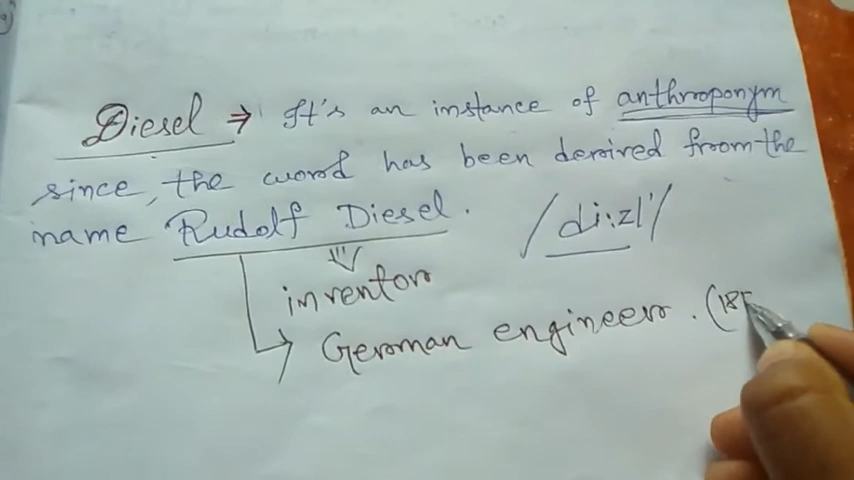 Diesel ⇒ It's an instance of anthroponym
since, the word has been derived from the
name Rudolf Diesel. /di:zl/
inventor
German engineer. (185